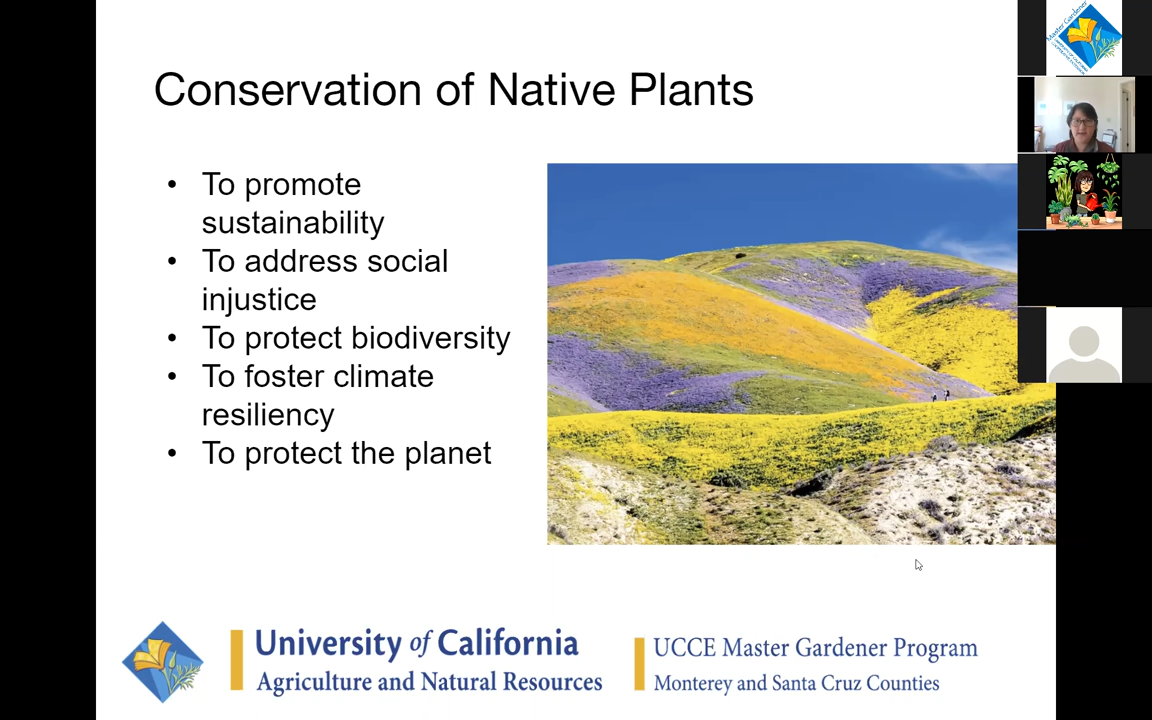 Conservation of Native Plants
• To promote
sustainability
• To address social
injustice
• To protect biodiversity
• To foster climate
resiliency
• To protect the planet
University of California
Agriculture and Natural Resources
UCCE Master Gardener Program
Monterey and Santa Cruz Counties
Master Gardener